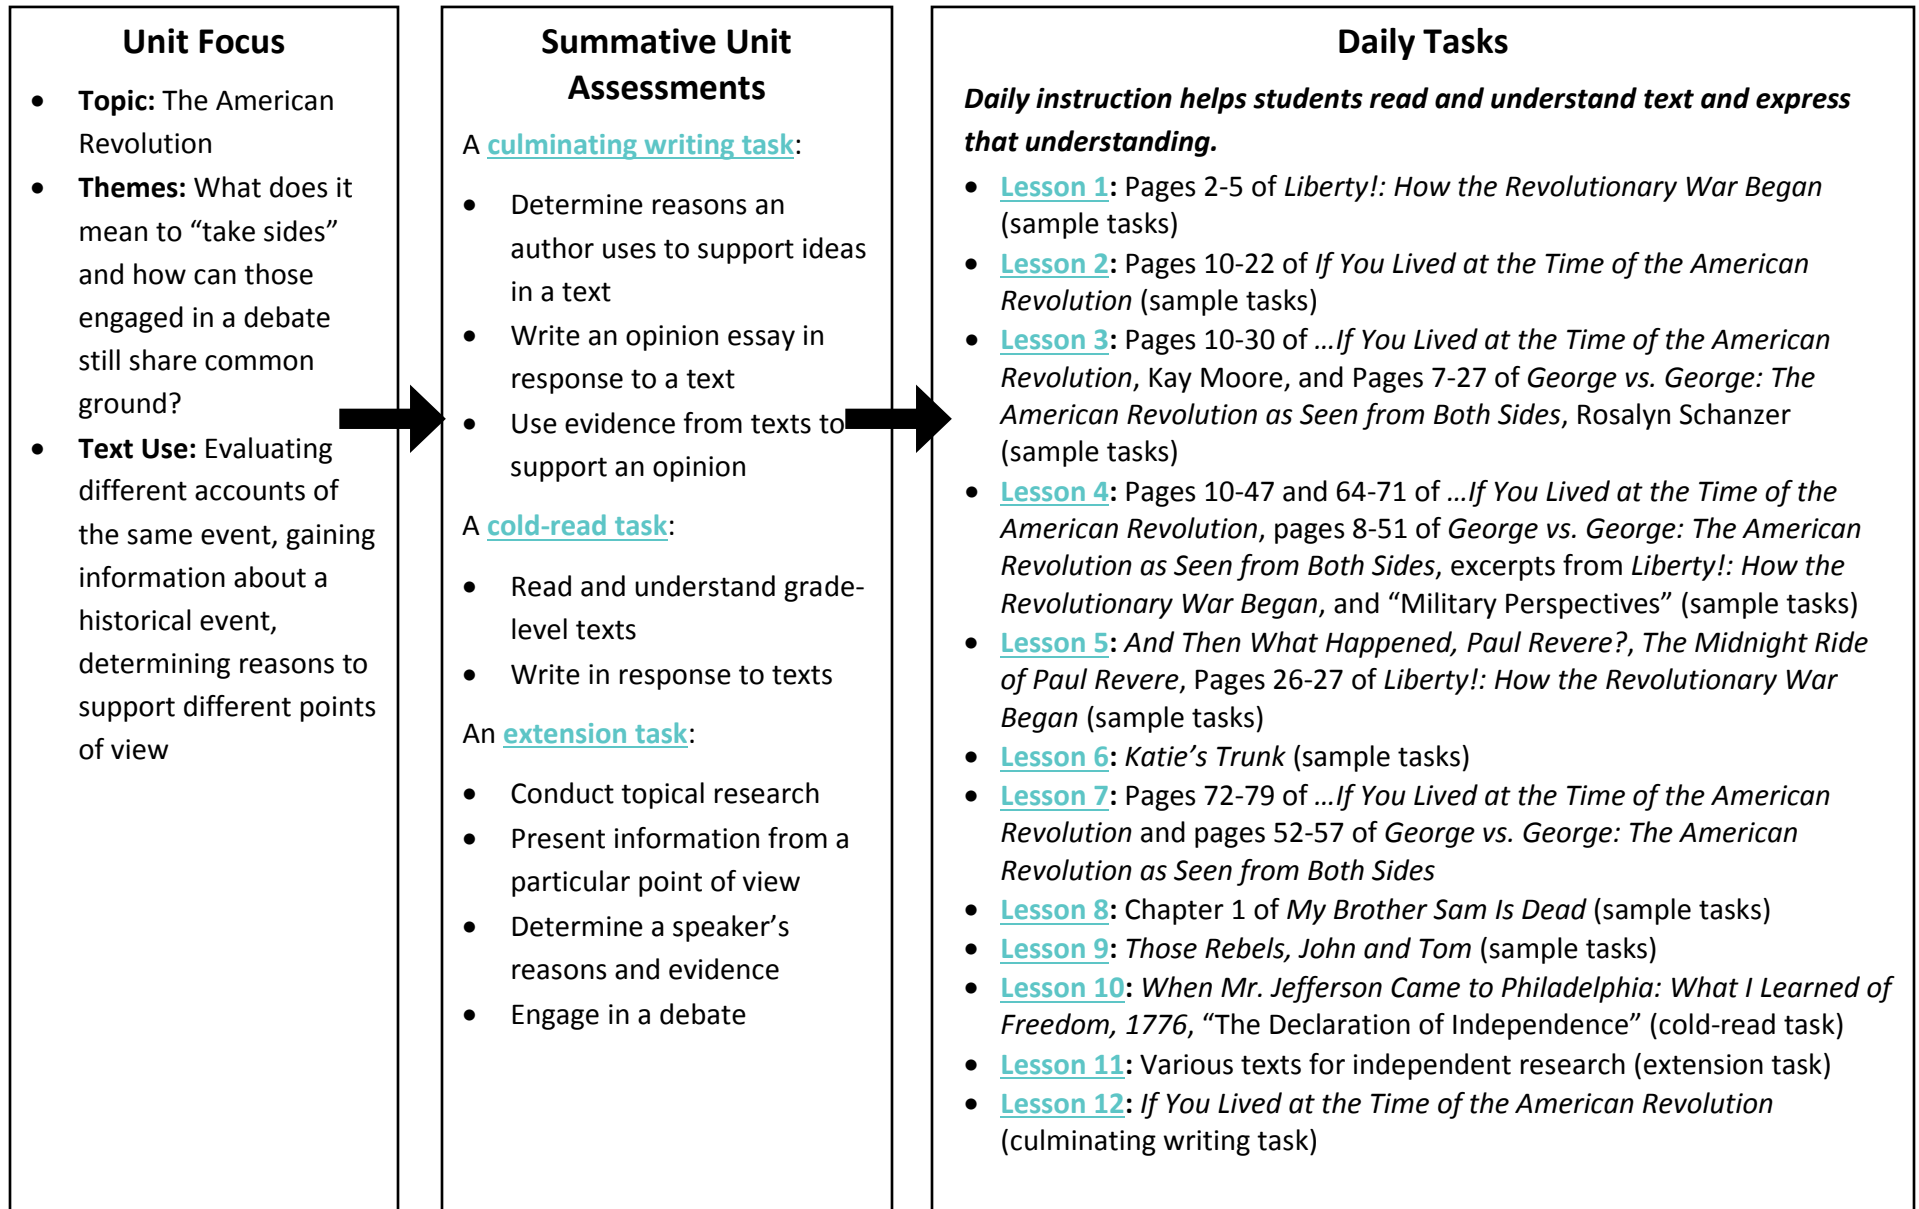 Unit Focus
• Topic: The American
Revolution
• Themes: What does it
mean to “take sides”
and how can those
engaged in a debate
still share common
ground?
• Text Use: Evaluating
different accounts of
the same event, gaining
information about a
historical event,
determining reasons to
support different points
of view
Summative Unit
Assessments
A culminating writing task:
• Determine reasons an
author uses to support ideas
in a text
• Write an opinion essay in
response to a text
• Use evidence from texts to
support an opinion
A cold-read task:
• Read and understand grade-
level texts
• Write in response to texts
An extension task:
• Conduct topical research
• Present information from a
particular point of view
• Determine a speaker’s
reasons and evidence
• Engage in a debate
Daily Tasks
Daily instruction helps students read and understand text and express
that understanding.
• Lesson 1: Pages 2-5 of Liberty!: How the Revolutionary War Began
(sample tasks)
• Lesson 2: Pages 10-22 of If You Lived at the Time of the American
Revolution (sample tasks)
• Lesson 3: Pages 10-30 of …If You Lived at the Time of the American
Revolution, Kay Moore, and Pages 7-27 of George vs. George: The
American Revolution as Seen from Both Sides, Rosalyn Schanzer
(sample tasks)
• Lesson 4: Pages 10-47 and 64-71 of …If You Lived at the Time of the
American Revolution, pages 8-51 of George vs. George: The American
Revolution as Seen from Both Sides, excerpts from Liberty!: How the
Revolutionary War Began, and “Military Perspectives” (sample tasks)
• Lesson 5: And Then What Happened, Paul Revere?, The Midnight Ride
of Paul Revere, Pages 26-27 of Liberty!: How the Revolutionary War
Began (sample tasks)
• Lesson 6: Katie’s Trunk (sample tasks)
• Lesson 7: Pages 72-79 of …If You Lived at the Time of the American
Revolution and pages 52-57 of George vs. George: The American
Revolution as Seen from Both Sides
• Lesson 8: Chapter 1 of My Brother Sam Is Dead (sample tasks)
• Lesson 9: Those Rebels, John and Tom (sample tasks)
• Lesson 10: When Mr. Jefferson Came to Philadelphia: What I Learned of
Freedom, 1776, “The Declaration of Independence” (cold-read task)
• Lesson 11: Various texts for independent research (extension task)
• Lesson 12: If You Lived at the Time of the American Revolution
(culminating writing task)